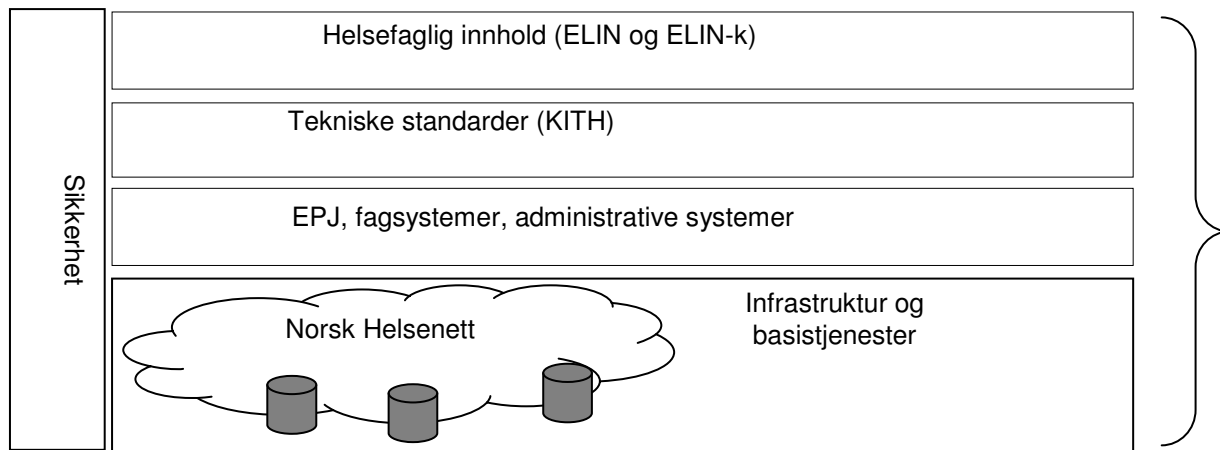 Helsefaglig innhold (ELIN og ELIN-k)
Tekniske standarder (KITH)
Sikkerhet
EPJ, fagsystemer, administrative systemer
Norsk Helsenett
Infrastruktur og
basistjenester